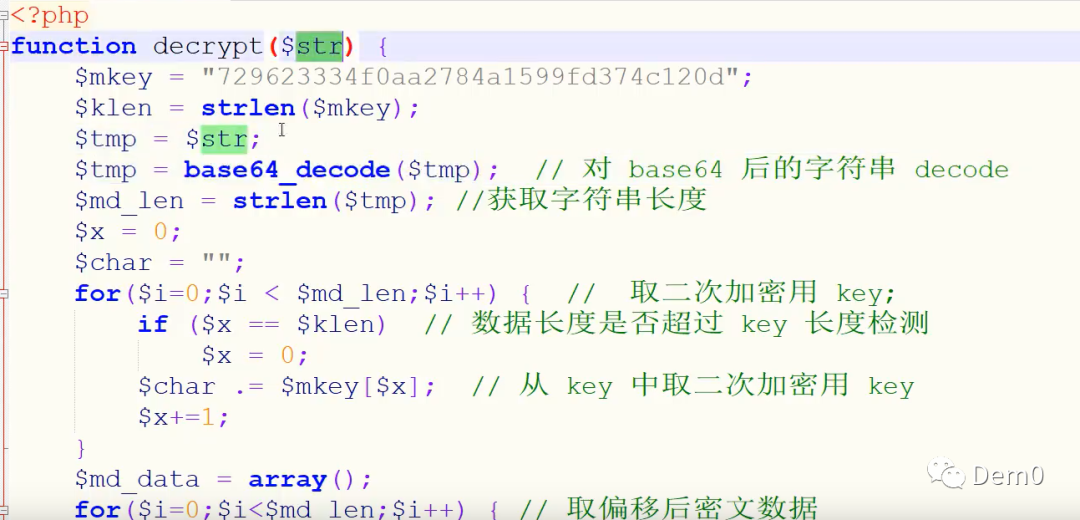 <?php
function decrypt($str) {
    $mkey = "729623334f0aa2784a1599fd374c120d";
    $klen = strlen($mkey);
    $tmp = $str;
    $tmp = base64_decode($tmp);  // 对 base64 后的字符串 decode
    $md_len = strlen($tmp); //获取字符串长度
    $x = 0;
    $char = "";
    for($i=0;$i < $md_len;$i++) {  //  取二次加密用 key;
        if ($x == $klen)  // 数据长度是否超过 key 长度检测
            $x = 0;
        $char .= $mkey[$x];  // 从 key 中取二次加密用 key
        $x+=1;
    }
    $md_data = array();
    for($i=0;$i<$md_len;$i++) { // 取偏移后密文数据
Dem0